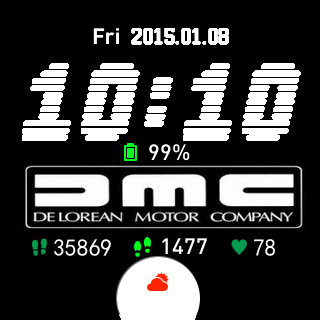 Fri 2015.01.08
10:10
99%
DMC
DE LOREAN MOTOR COMPANY
35869 1477 78